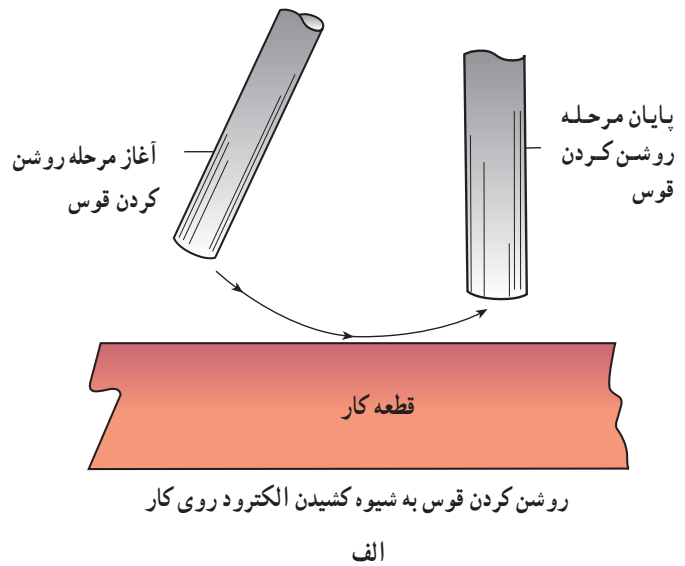 پایان مرحله
روشن کردن
قوس
آغاز مرحله روشن
کردن قوس
قطعه کار
روشن کردن قوس به شیوه کشیدن الکترود روی کار
الف